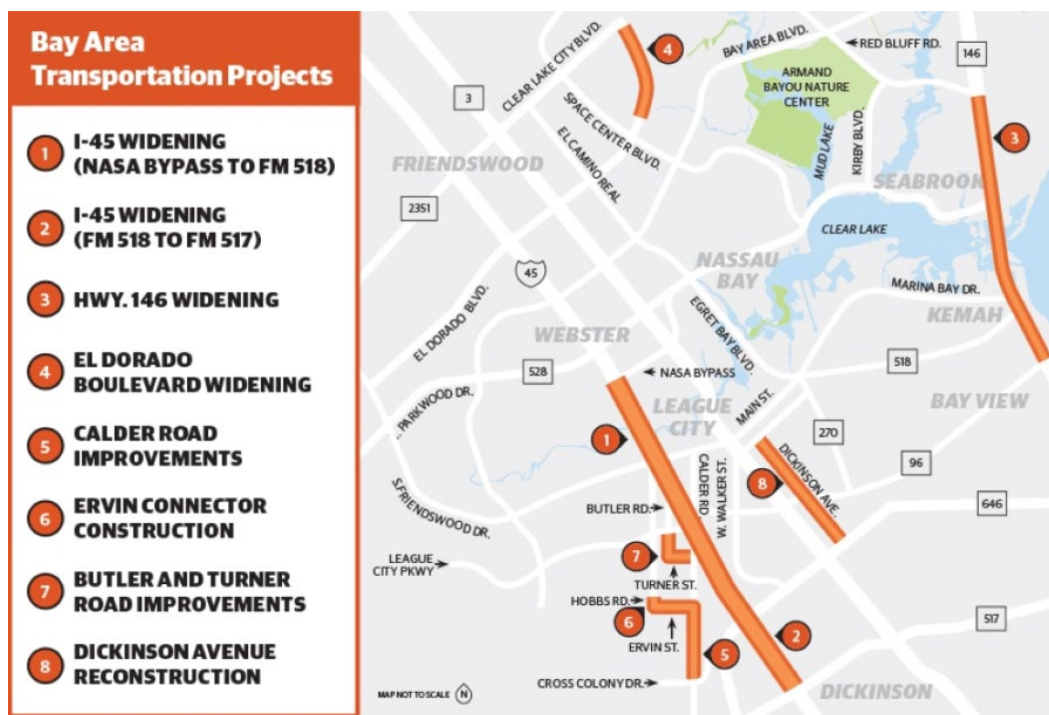 Bay Area
Transportation Projects
1
I-45 WIDENING
(NASA BYPASS TO FM 518)
2
I-45 WIDENING
(FM 518 TO FM 517)
3
HWY. 146 WIDENING
4
EL DORADO
BOULEVARD WIDENING
5
CALDER ROAD
IMPROVEMENTS
6
ERVIN CONNECTOR
CONSTRUCTION
7
BUTLER AND TURNER
ROAD IMPROVEMENTS
8
DICKINSON AVENUE
RECONSTRUCTION
CLEAR LAKE CITY BLVD.
4
BAY AREA BLVD.
RED BLUFF RD.
146
3
ARMAND
BAYOU NATURE
CENTER
SPACE CENTER BLVD.
EL CAMINO REAL
MUD LAKE
KIRBY BLVD.
3
FRIENDSWOOD
SEABROOK
2351
CLEAR LAKE
45
NASSAU
BAY
MARINA BAY DR.
KEMAH
EL DORADO BLVD.
WEBSTER
EGRET BAY BLVD.
518
528
NASA BYPASS
LEAGUE
CITY
MAIN ST.
BAY VIEW
. PARKWOOD DR.
1
270
96
S.FRIENDSWOOD DR.
CALDER RD.
W. WALKER ST.
8
DICKINSON AVE.
BUTLER RD.
646
LEAGUE
CITY PKWY
7
TURNER ST.
HOBBS RD.
6
ERVIN ST.
5
2
517
CROSS COLONY DR.
DICKINSON
MAP NOT TO SCALE N